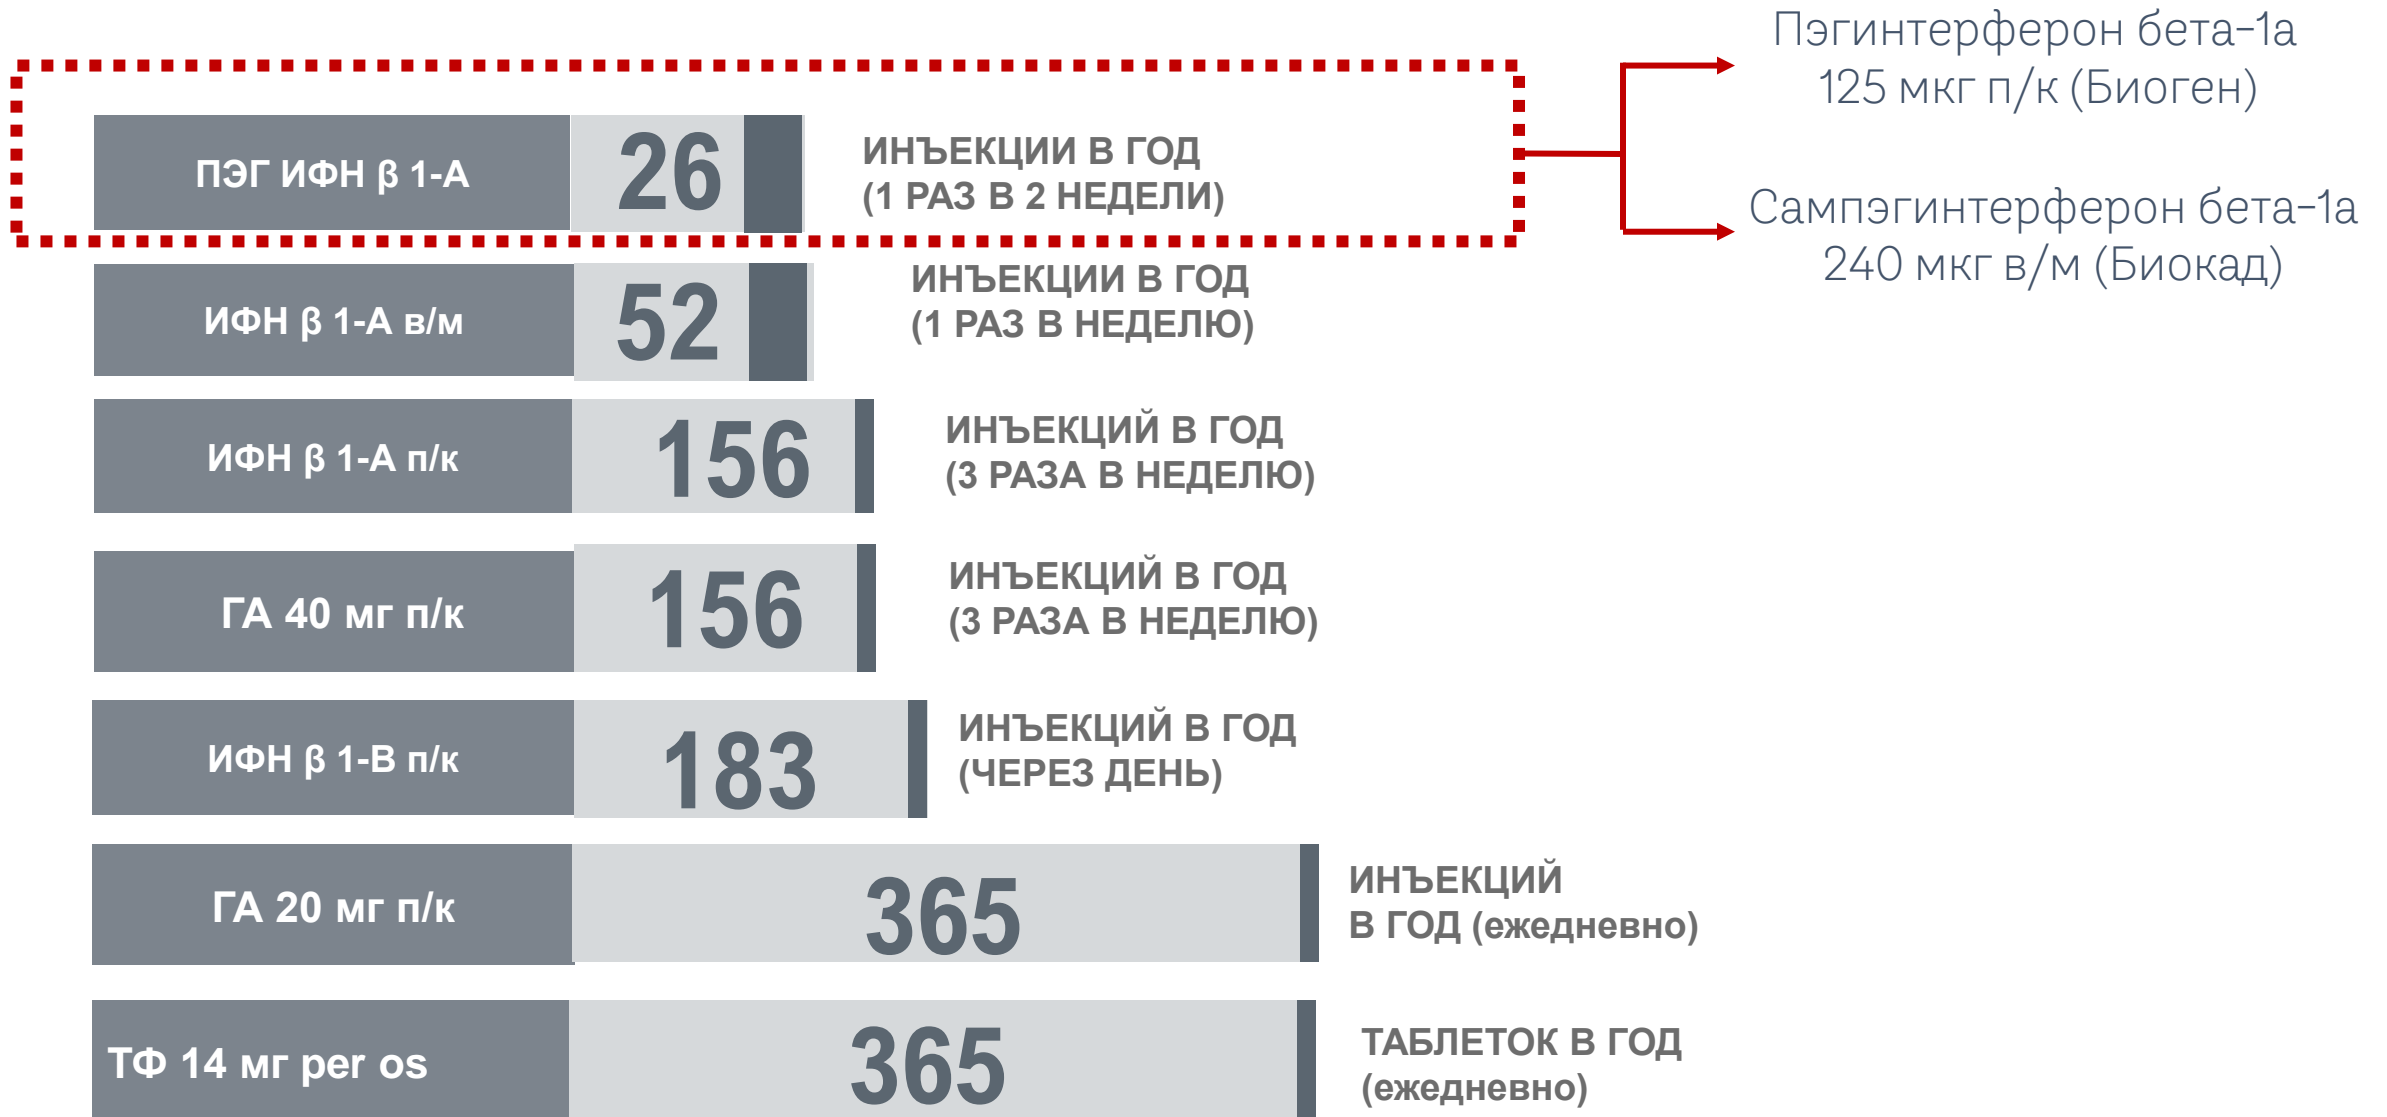 Пэгинтерферон бета-1а
125 мкг п/к (Биоген)
ПЭГ ИФН β 1-А
26
ИНЪЕКЦИИ В ГОД
(1 РАЗ В 2 НЕДЕЛИ)
Сампэгинтерферон бета-1а
240 мкг в/м (Биокад)
ИФН β 1-А в/м
52
ИНЪЕКЦИИ В ГОД
(1 РАЗ В НЕДЕЛЮ)
ИФН β 1-А п/к
156
ИНЪЕКЦИЙ В ГОД
(3 РАЗА В НЕДЕЛЮ)
ГА 40 мг п/к
156
ИНЪЕКЦИЙ В ГОД
(3 РАЗА В НЕДЕЛЮ)
ИФН β 1-В п/к
183
ИНЪЕКЦИЙ В ГОД
(ЧЕРЕЗ ДЕНЬ)
ГА 20 мг п/к
365
ИНЪЕКЦИЙ
В ГОД (ежедневно)
ТФ 14 мг per os
365
ТАБЛЕТОК В ГОД
(ежедневно)